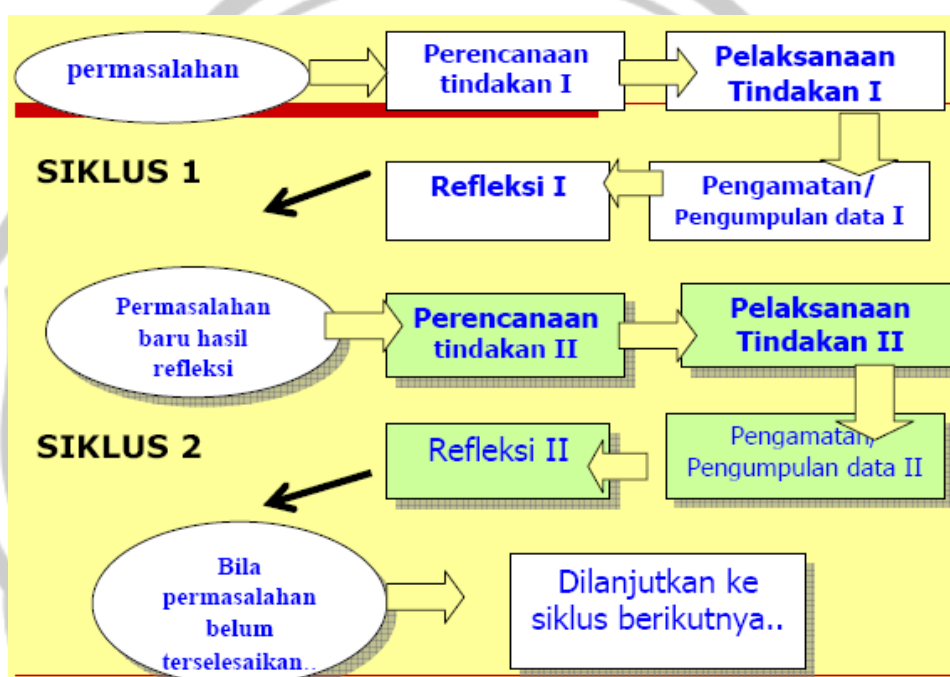 permasalahan
Perencanaan
tindakan I
Pelaksanaan
Tindakan I
SIKLUS 1
Refleksi I
Pengamatan/
Pengumpulan data I
Permasalahan
baru hasil
refleksi
Perencanaan
tindakan II
Pelaksanaan
Tindakan II
SIKLUS 2
Refleksi II
Pengamatan/
Pengumpulan data II
Bila
permasalahan
belum
terselesaikan..
Dilanjutkan ke
siklus berikutnya..